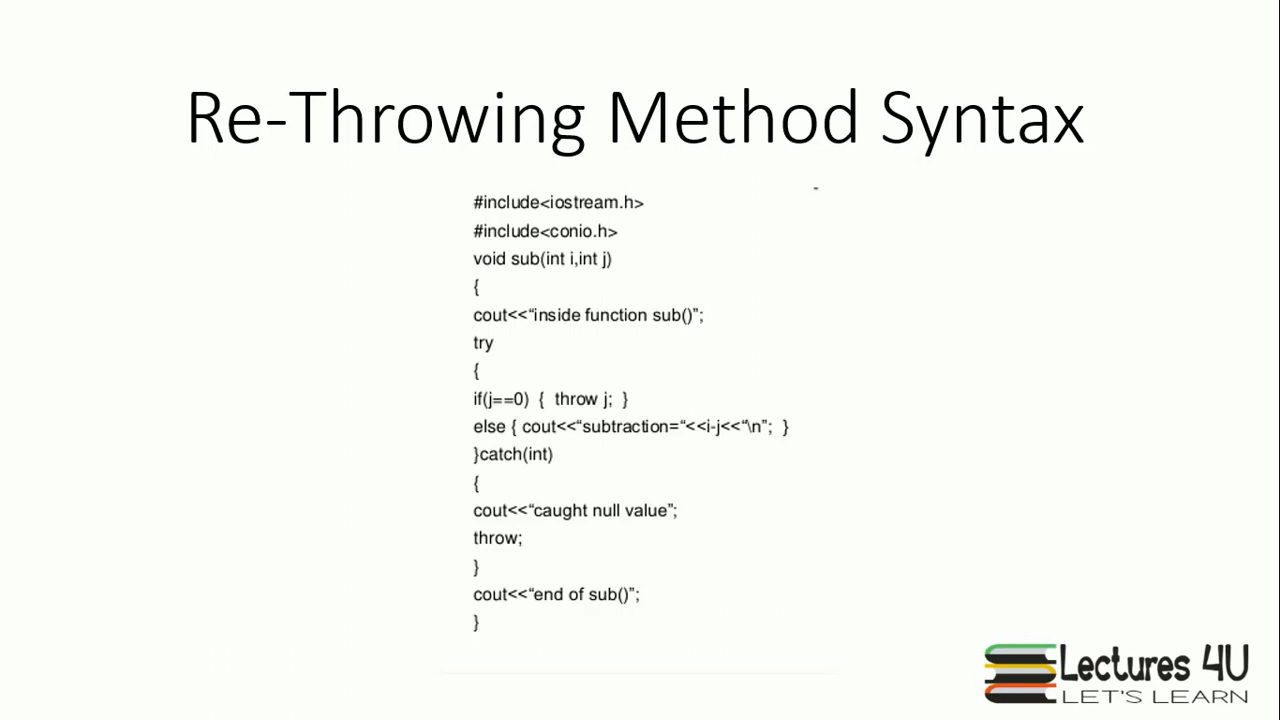 Re-Throwing Method Syntax
#include<iostream.h>
#include<conio.h>
void sub(int i,int j)
{
cout<<“inside function sub()”;
try
{
if(j==0) { throw j; }
else { cout<<“subtraction=“<<i-j<<“\n”; }
}catch(int)
{
cout<<“caught null value”;
throw;
}
cout<<“end of sub()”;
}
Lectures 4U
LET'S LEARN